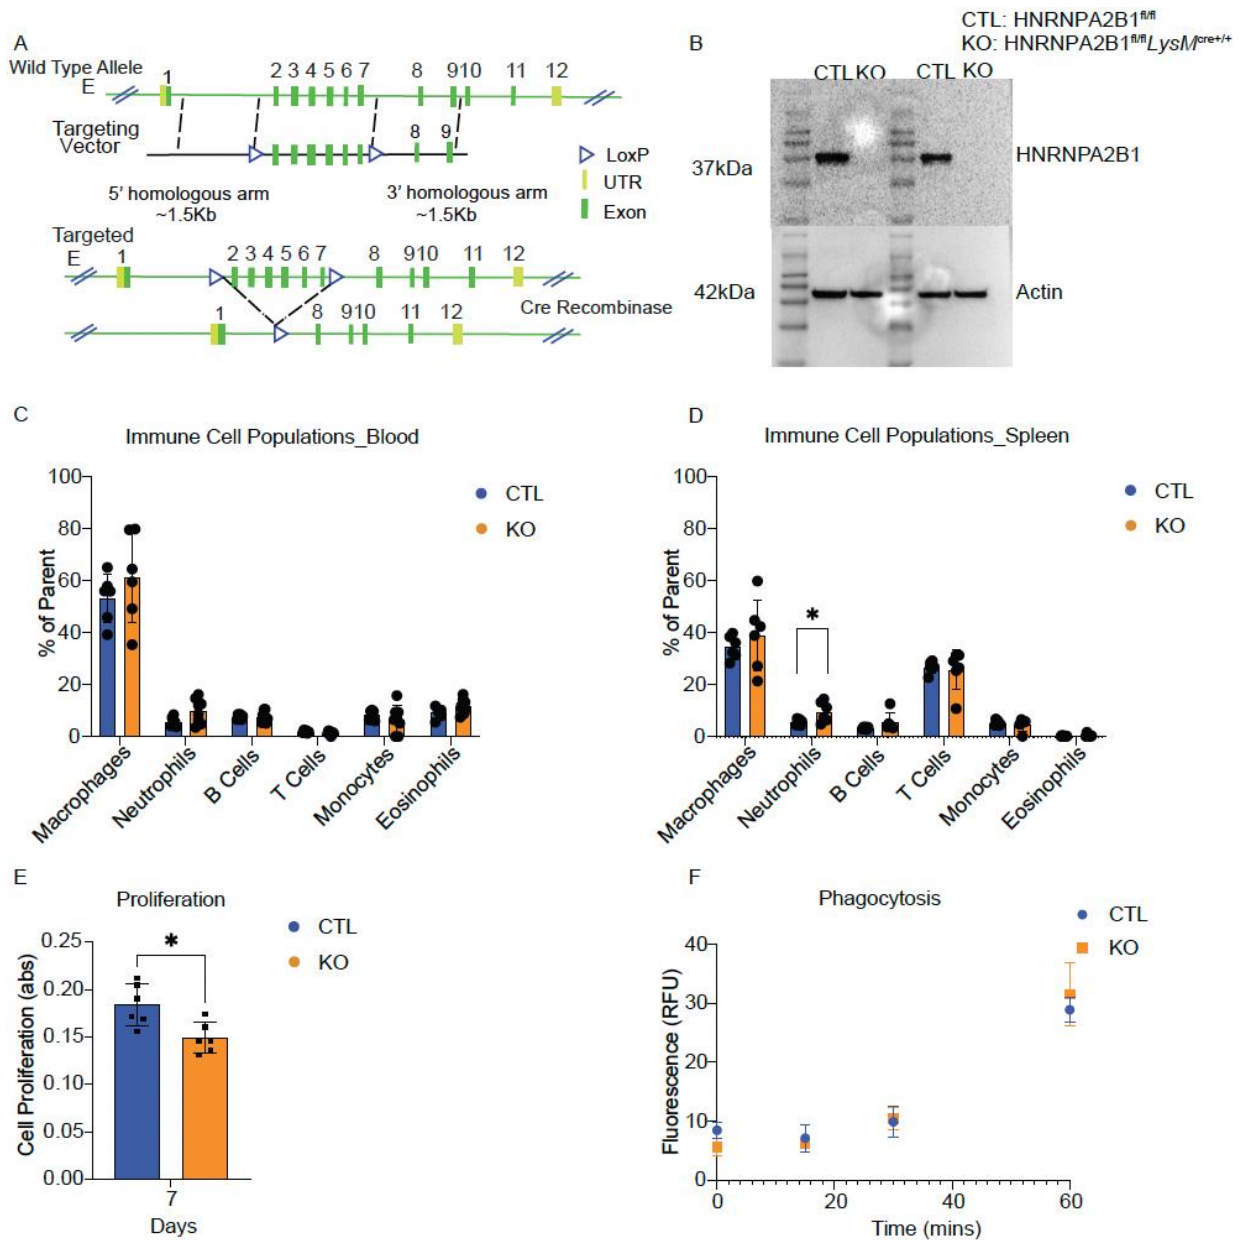 A
Wild Type Allele
E
1
2 3 4 5 6 7
8
9 10
11
12
Targeting
Vector
8
9
LoxP
UTR
Exon
5' homologous arm
~1.5Kb
3' homologous arm
~1.5Kb
Targeted
E
1
2 3 4 5 6 7
8
9 10
11
12
Cre Recombinase
1
8
9 10
11
12
B
CTL: HNRNPA2B1fl/fl
KO: HNRNPA2B1fl/flLysMcre+/+
CTL KO
CTL KO
37kDa
HNRNPA2B1
42kDa
Actin
C
Immune Cell Populations_Blood
CTL
KO
% of Parent
100
80
60
40
20
0
Macrophages
Neutrophils
B Cells
T Cells
Monocytes
Eosinophils
D
Immune Cell Populations_Spleen
CTL
KO
% of Parent
100
80
60
40
20
0
*
Macrophages
Neutrophils
B Cells
T Cells
Monocytes
Eosinophils
E
Proliferation
CTL
KO
Cell Proliferation (abs)
0.25
0.20
0.15
0.10
0.05
0.00
*
7
Days
F
Phagocytosis
CTL
KO
Fluorescence (RFU)
40
30
20
10
0
0
20
40
60
Time (mins)